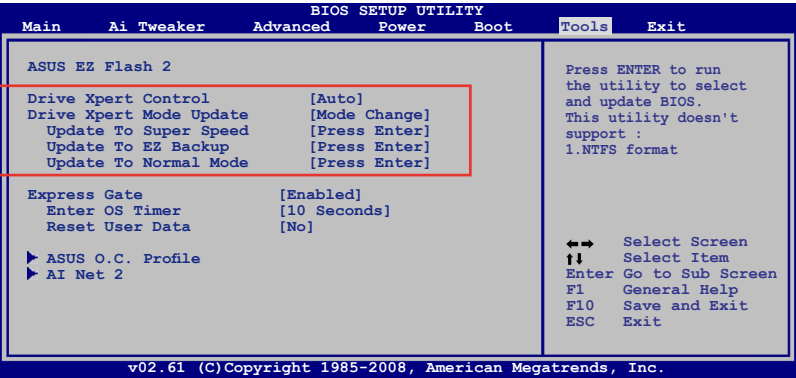 BIOS SETUP UTILITY
Main Ai Tweaker Advanced Power Boot Tools Exit
ASUS EZ Flash 2
Drive Xpert Control [Auto]
Drive Xpert Mode Update [Mode Change]
Update To Super Speed [Press Enter]
Update To EZ Backup [Press Enter]
Update To Normal Mode [Press Enter]
Express Gate [Enabled]
Enter OS Timer [10 Seconds]
Reset User Data [No]
ASUS O.C. Profile
AI Net 2
Press ENTER to run
the utility to select
and update BIOS.
This utility doesn't
support :
1.NTFS format
Select Screen
Select Item
Enter Go to Sub Screen
F1 General Help
F10 Save and Exit
ESC Exit
v02.61 (C)Copyright 1985-2008, American Megatrends, Inc.